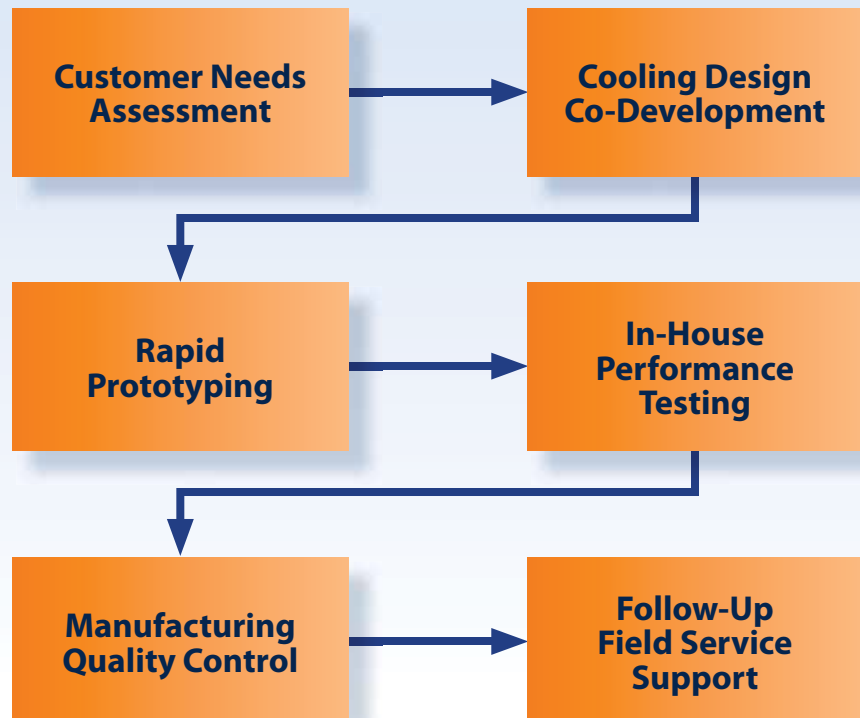 Customer Needs
Assessment
Cooling Design
Co-Development
Rapid
Prototyping
In-House
Performance
Testing
Manufacturing
Quality Control
Follow-Up
Field Service
Support